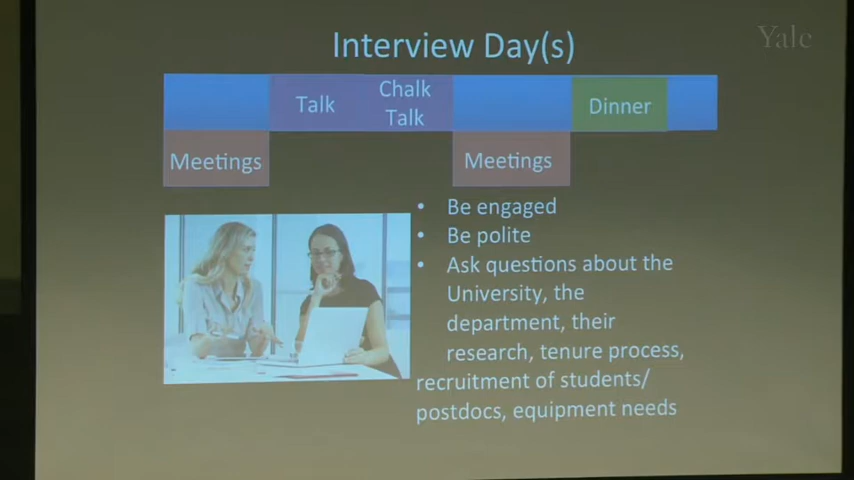 Interview Day(s)
Yale
Talk
Chalk
Talk
Dinner
Meetings
Meetings
• Be engaged
• Be polite
• Ask questions about the
University, the
department, their
research, tenure process,
recruitment of students/
postdocs, equipment needs